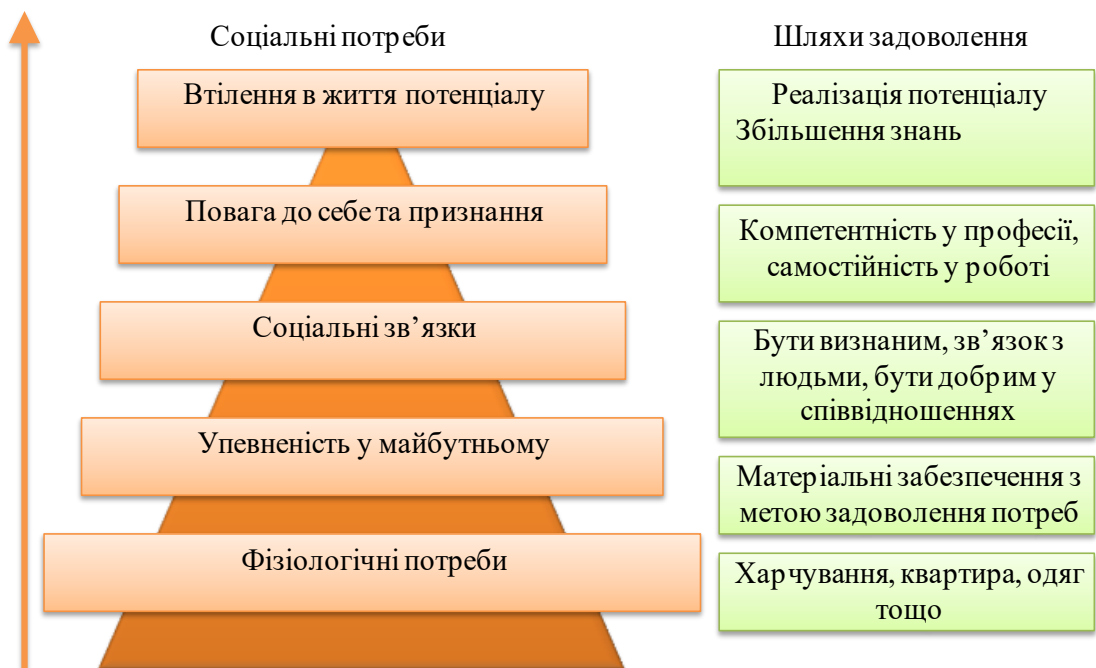 Соціальні потреби
Втілення в життя потенціалу
Повага до себе та признання
Соціальні зв’язки
Упевненість у майбутньому
Фізіологічні потреби
Шляхи задоволення
Реалізація потенціалу
Збільшення знань
Компетентність у професії,
самостійність у роботі
Бути визнаним, зв’язок з
людьми, бути добрим у
співвідношеннях
Матеріальні забезпечення з
метою задоволення потреб
Харчування, квартира, одяг
тощо